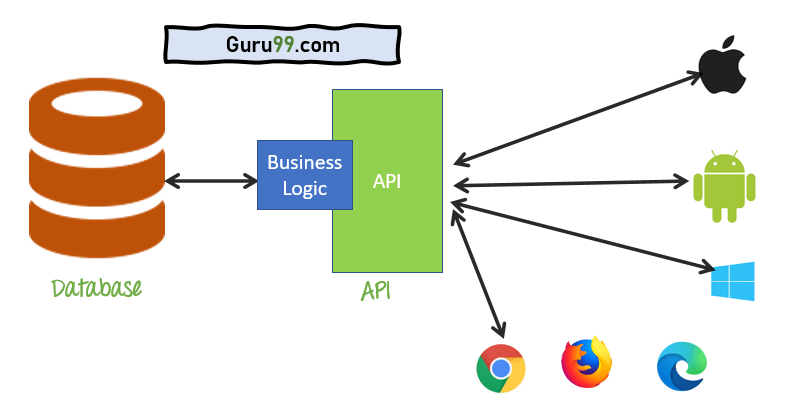 Guru99.com
Business
Logic
API
Database
API